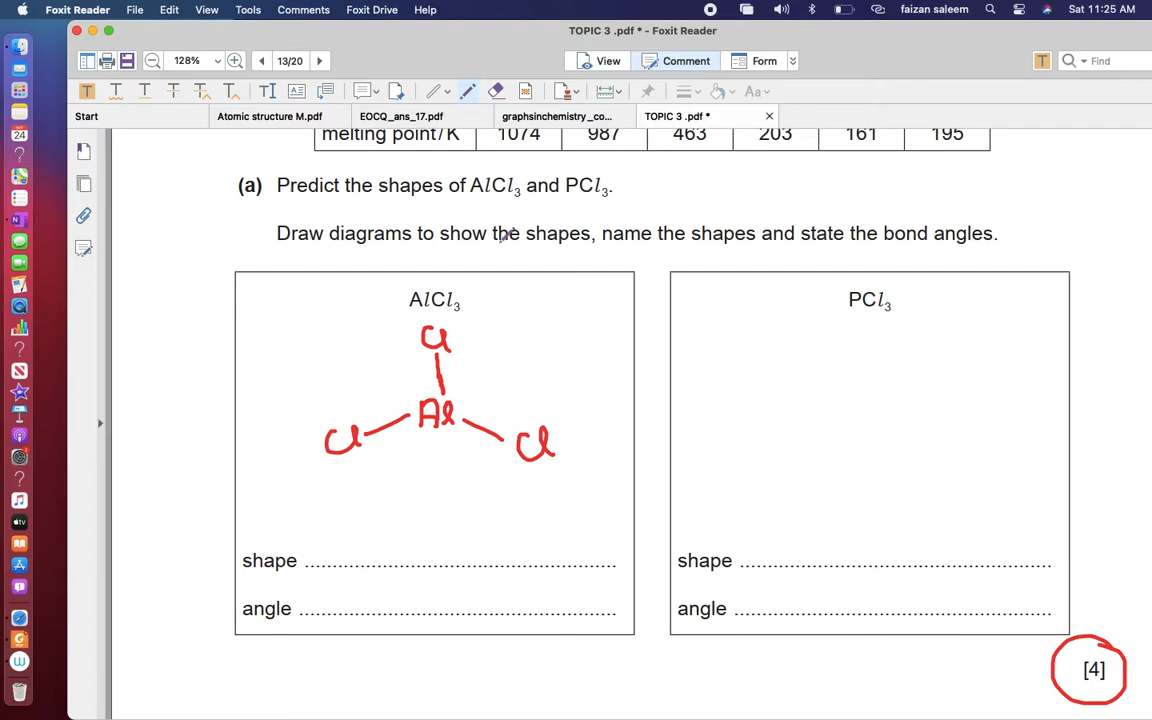 Foxit Reader File Edit View Tools Comments Foxit Drive Help faizan saleem Sat 11:25 AM
TOPIC 3 .pdf * - Foxit Reader
128% 13/20 View Comment Form Find
Start Atomic structure M.pdf EOCQ_ans_17.pdf graphsinchemistry_co... TOPIC 3 .pdf *
melting point/K 1074 987 463 203 161 195
(a) Predict the shapes of AlCl3 and PCl3.
Draw diagrams to show the shapes, name the shapes and state the bond angles.
AlCl3
Cl
Al
Cl Cl
shape ......................................................
angle ......................................................
PCl3
shape ......................................................
angle ......................................................
[4]